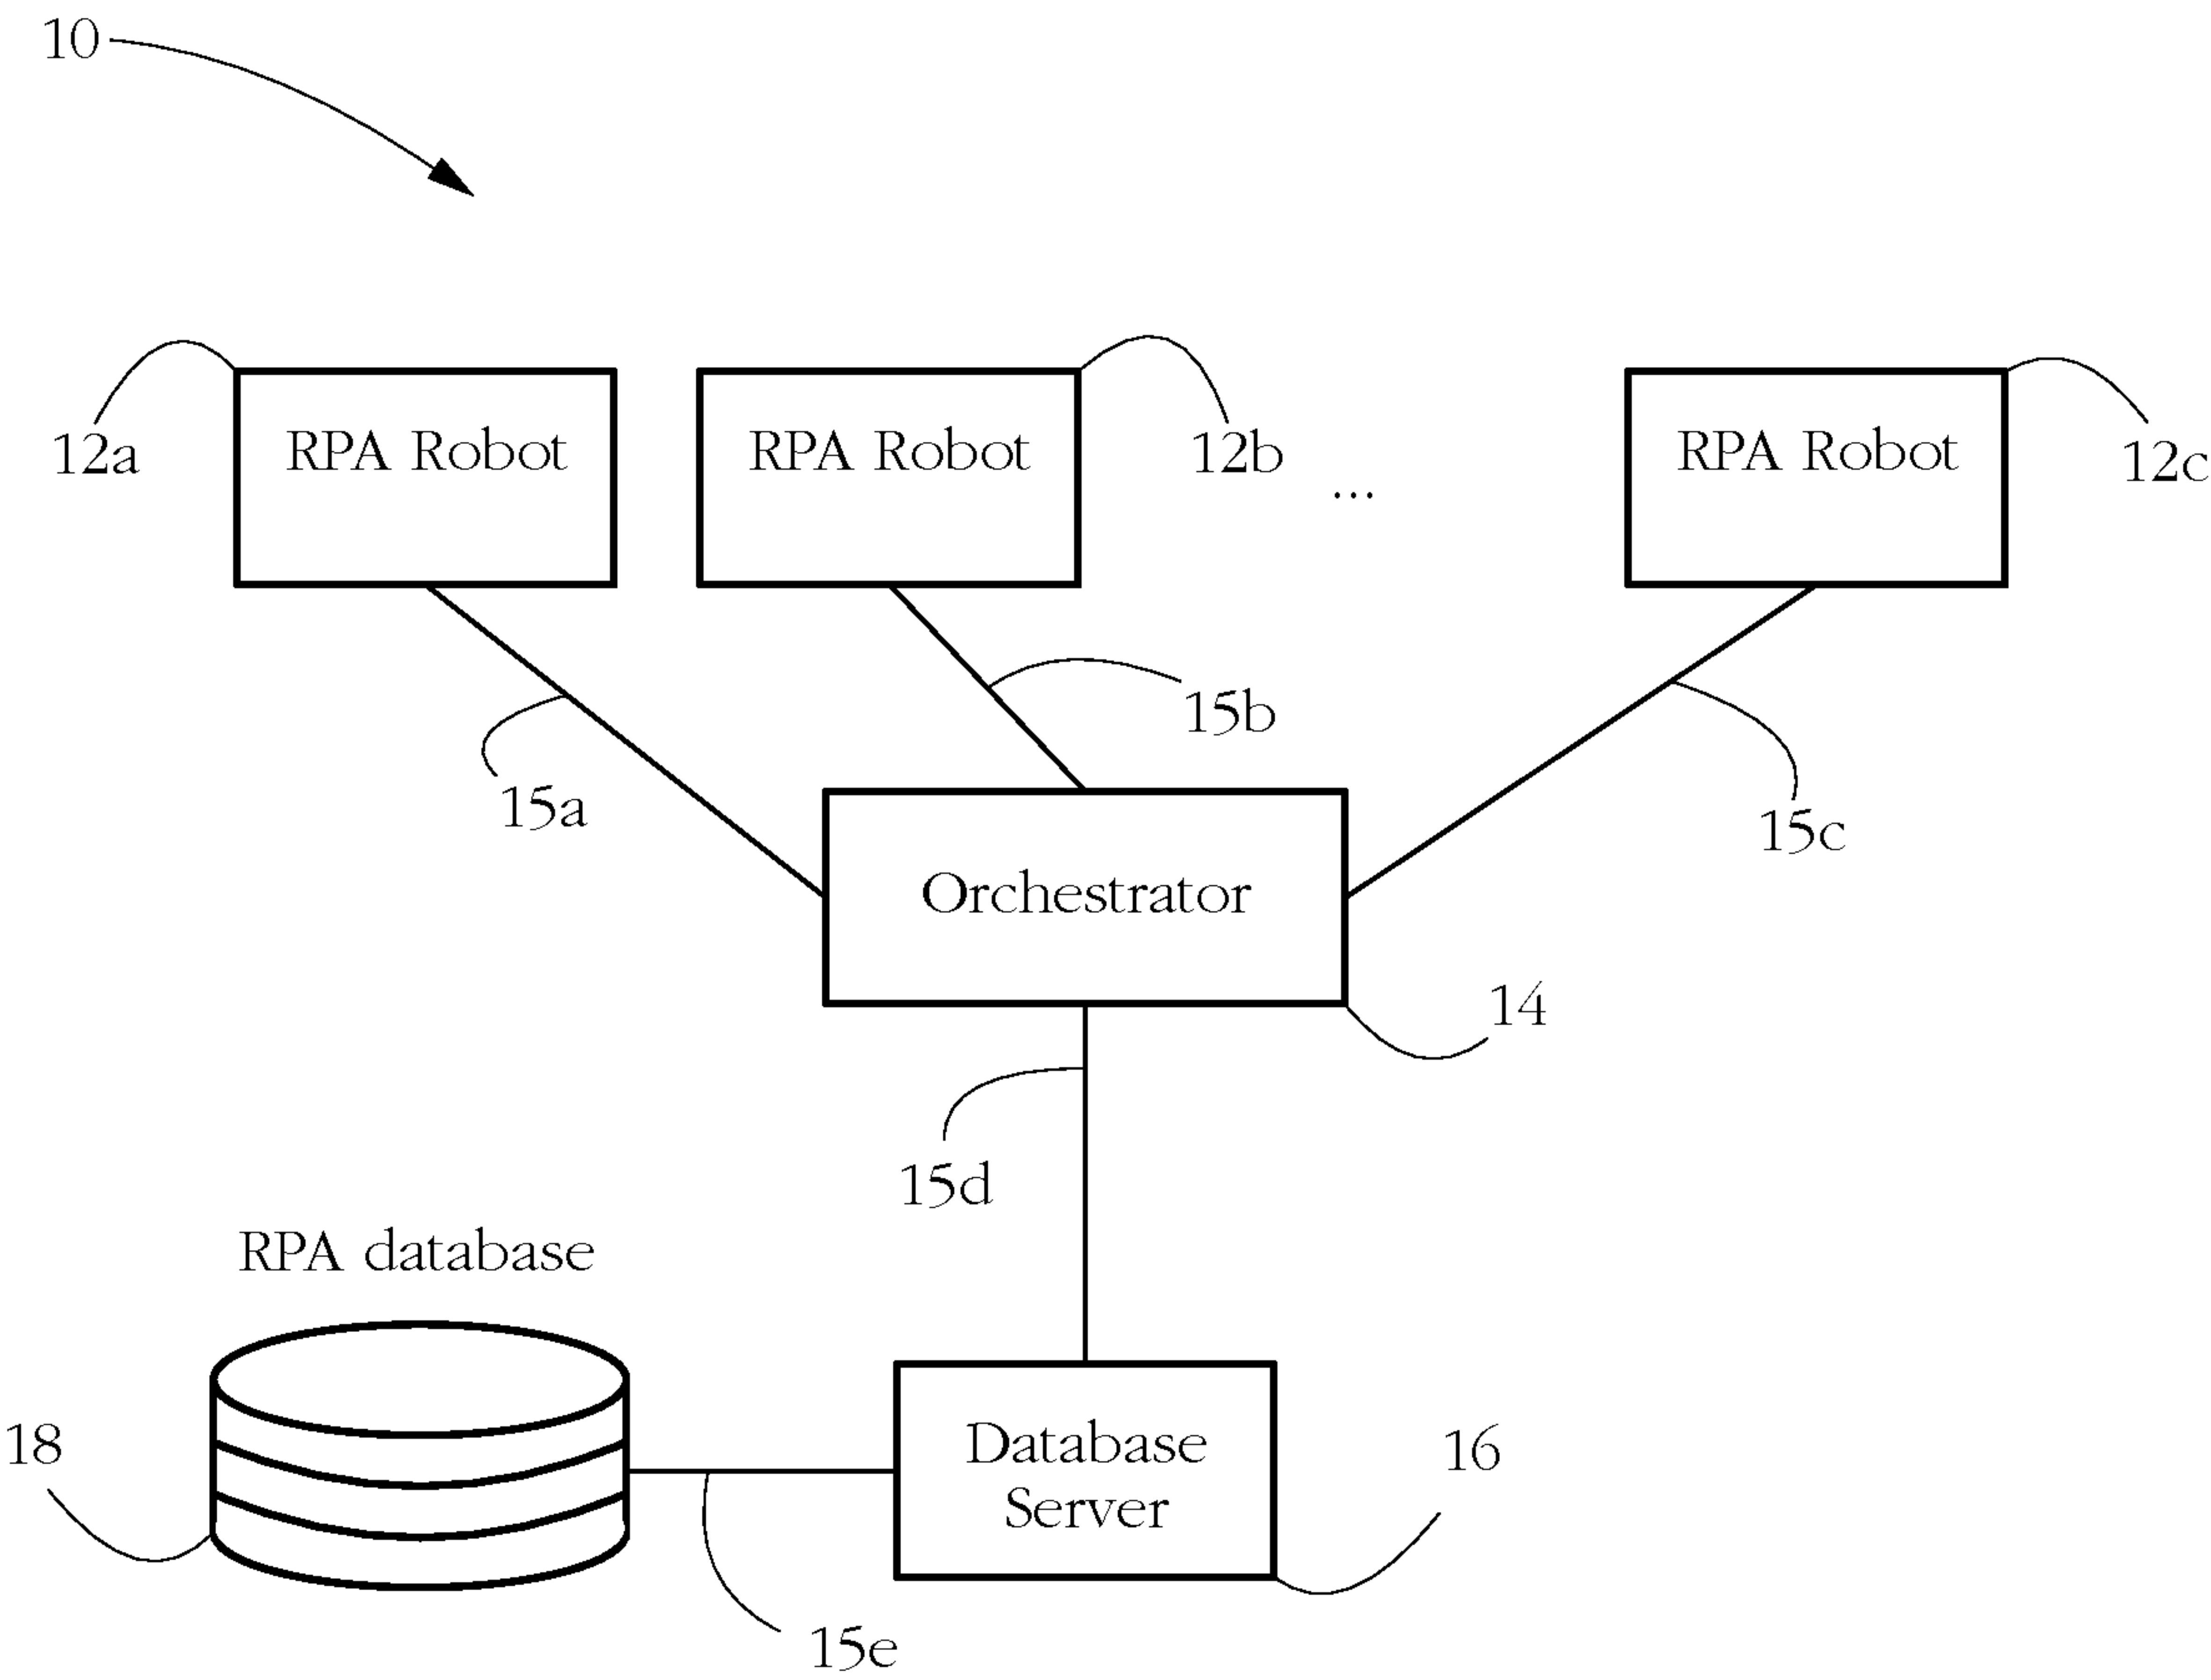 10
12a
RPA Robot
RPA Robot
12b
...
RPA Robot
12c
15a
15b
15c
Orchestrator
14
15d
RPA database
18
Database
Server
16
15e